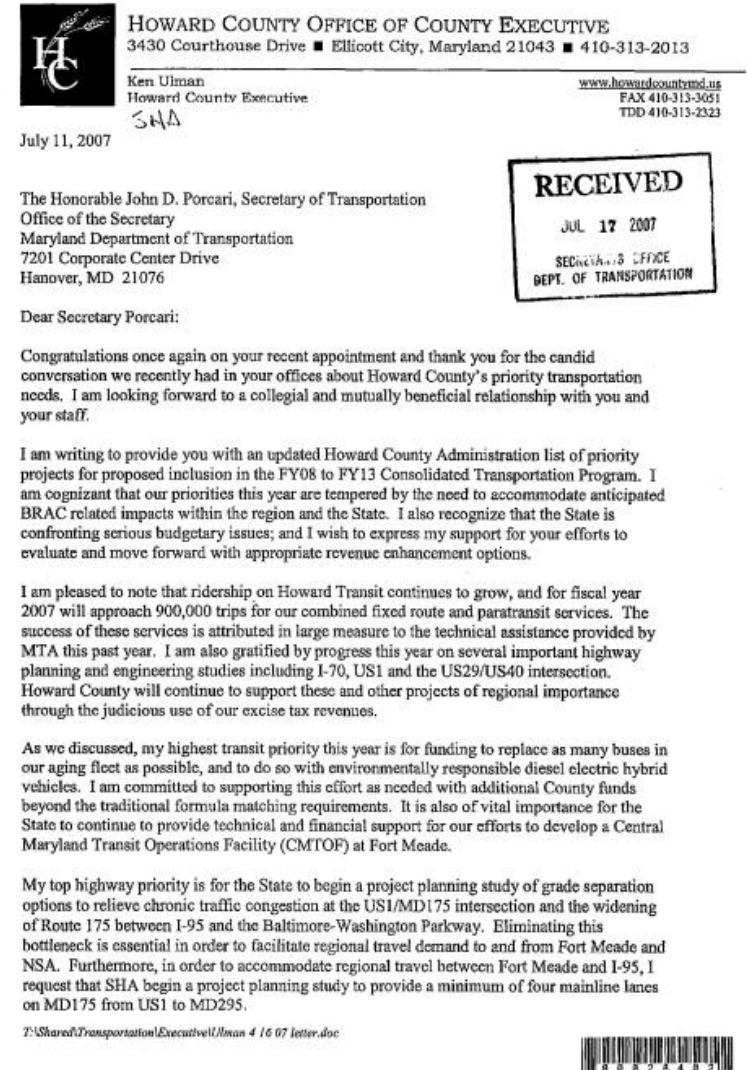 HC
HOWARD COUNTY OFFICE OF COUNTY EXECUTIVE
3430 Courthouse Drive ■ Ellicott City, Maryland 21043 ■ 410-313-2013
Ken Ulman
Howard County Executive
www.howardcountymd.us
FAX 410-313-3051
TDD 410-313-2323
SHA
July 11, 2007
RECEIVED
JUL 17 2007
OFFICE
DEPT. OF TRANSPORTATION
The Honorable John D. Porcari, Secretary of Transportation
Office of the Secretary
Maryland Department of Transportation
7201 Corporate Center Drive
Hanover, MD 21076
Dear Secretary Porcari:
Congratulations once again on your recent appointment and thank you for the candid
conversation we recently had in your offices about Howard County's priority transportation
needs. I am looking forward to a collegial and mutually beneficial relationship with you and
your staff.
I am writing to provide you with an updated Howard County Administration list of priority
projects for proposed inclusion in the FY08 to FY13 Consolidated Transportation Program. I
am cognizant that our priorities this year are tempered by the need to accommodate anticipated
BRAC related impacts within the region and the State. I also recognize that the State is
confronting serious budgetary issues; and I wish to express my support for your efforts to
evaluate and move forward with appropriate revenue enhancement options.
I am pleased to note that ridership on Howard Transit continues to grow, and for fiscal year
2007 will approach 900,000 trips for our combined fixed route and paratransit services. The
success of these services is attributed in large measure to the technical assistance provided by
MTA this past year. I am also gratified by progress this year on several important highway
planning and engineering studies including I-70, US1 and the US29/US40 intersection.
Howard County will continue to support these and other projects of regional importance
through the judicious use of our excise tax revenues.
As we discussed, my highest transit priority this year is for funding to replace as many buses in
our aging fleet as possible, and to do so with environmentally responsible diesel electric hybrid
vehicles. I am committed to supporting this effort as needed with additional County funds
beyond the traditional formula matching requirements. It is also of vital importance for the
State to continue to provide technical and financial support for our efforts to develop a Central
Maryland Transit Operations Facility (CMTOF) at Fort Meade.
My top highway priority is for the State to begin a project planning study of grade separation
options to relieve chronic traffic congestion at the US1/MD175 intersection and the widening
of Route 175 between I-95 and the Baltimore-Washington Parkway. Eliminating this
bottleneck is essential in order to facilitate regional travel demand to and from Fort Meade and
NSA. Furthermore, in order to accommodate regional travel between Fort Meade and I-95, I
request that SHA begin a project planning study to provide a minimum of four mainline lanes
on MD175 from US1 to MD295.
T:\Shared\Transportation\Executive\Ulman 4 16 07 letter.doc